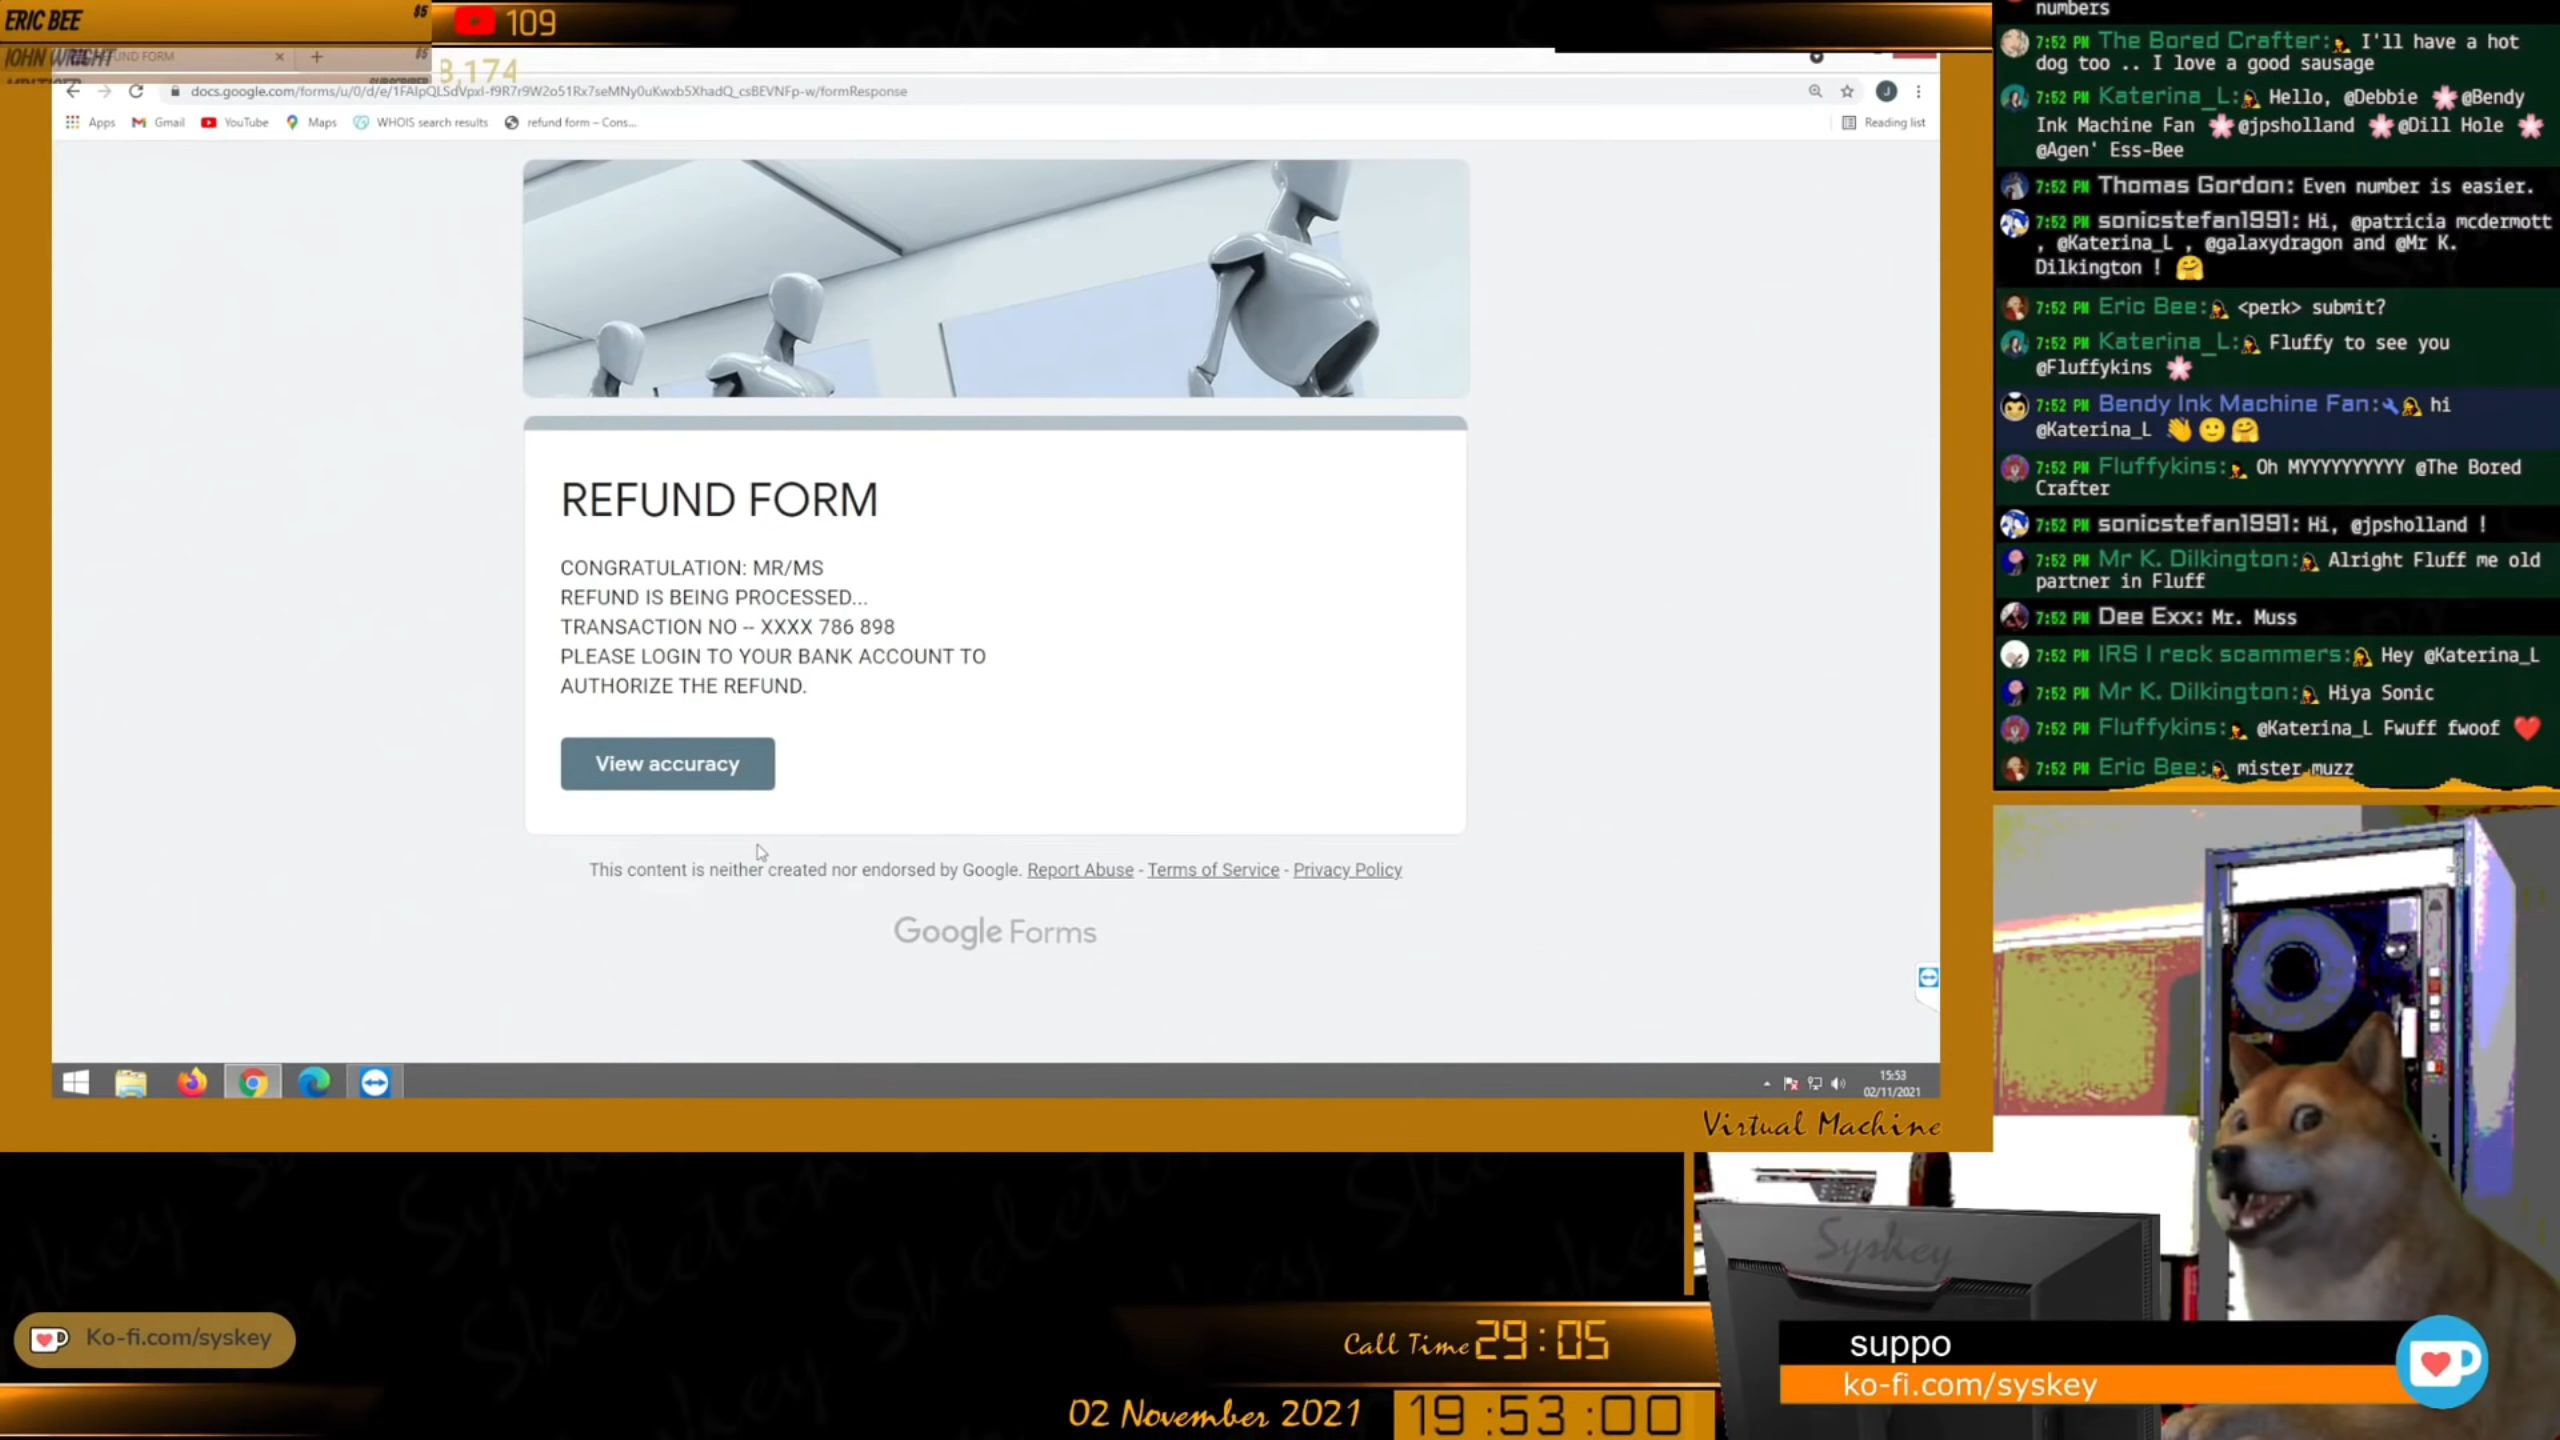 ERIC BEE
$5
109
JOHN WRIGHT
$5
SUBSCRIBER
8,174
docs.google.com/forms/u/0/d/e/1FAIpQLSdVpxI-f9R7r9W2o51Rx7seMNy0uKwxb5XhadQ_csBEVNFp-w/formResponse
Apps
Gmail
YouTube
Maps
WHOIS search results
refund form – Cons...
Reading list
REFUND FORM
CONGRATULATION: MR/MS
REFUND IS BEING PROCESSED...
TRANSACTION NO -- XXXX 786 898
PLEASE LOGIN TO YOUR BANK ACCOUNT TO
AUTHORIZE THE REFUND.
View accuracy
This content is neither created nor endorsed by Google. Report Abuse - Terms of Service - Privacy Policy
Google Forms
15:53
02/11/2021
Virtual Machine
numbers
7:52 PM The Bored Crafter: I'll have a hot
dog too .. I love a good sausage
7:52 PM Katerina_L: Hello, @Debbie 🌸@Bendy
Ink Machine Fan 🌸@jpsholland 🌸@Dill Hole 🌸
@Agen' Ess-Bee
7:52 PM Thomas Gordon: Even number is easier.
7:52 PM sonicstefan1991: Hi, @patricia mcdermott
, @Katerina_L , @galaxydragon and @Mr K.
Dilkington ! 🤗
7:52 PM Eric Bee: <perk> submit?
7:52 PM Katerina_L: Fluffy to see you
@Fluffykins 🌸
7:52 PM Bendy Ink Machine Fan: hi
@Katerina_L 👋🙂🤗
7:52 PM Fluffykins: Oh MYYYYYYYYYY @The Bored
Crafter
7:52 PM sonicstefan1991: Hi, @jpsholland !
7:52 PM Mr K. Dilkington: Alright Fluff me old
partner in Fluff
7:52 PM Dee Exx: Mr. Muss
7:52 PM IRS I reck scammers: Hey @Katerina_L
7:52 PM Mr K. Dilkington: Hiya Sonic
7:52 PM Fluffykins: @Katerina_L Fwuff fwoof ❤️
7:52 PM Eric Bee: mister muzz
Syskey
Ko-fi.com/syskey
Call Time 29:05
02 November 2021
19:53:00
suppo
ko-fi.com/syskey